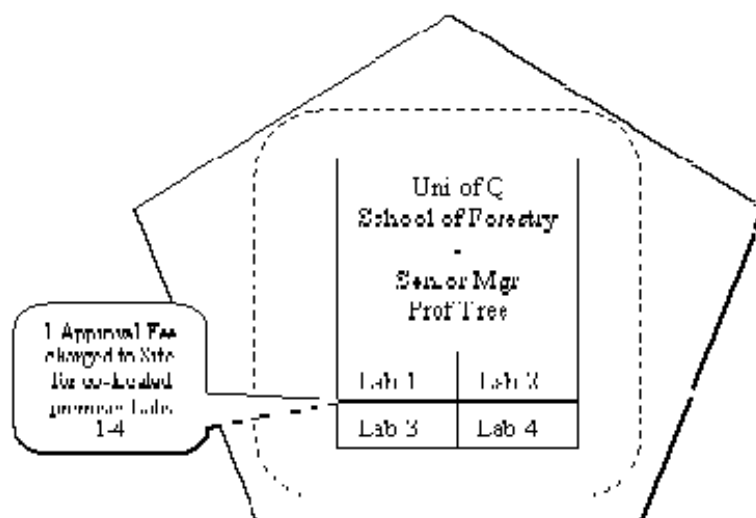 Uni of Q
School of Forestry
-
Senior Mgr
Prof Tree
Lab 1
Lab 2
Lab 3
Lab 4
1 Approval Fee
charged to Site
for co-located
premises Labs
1-4